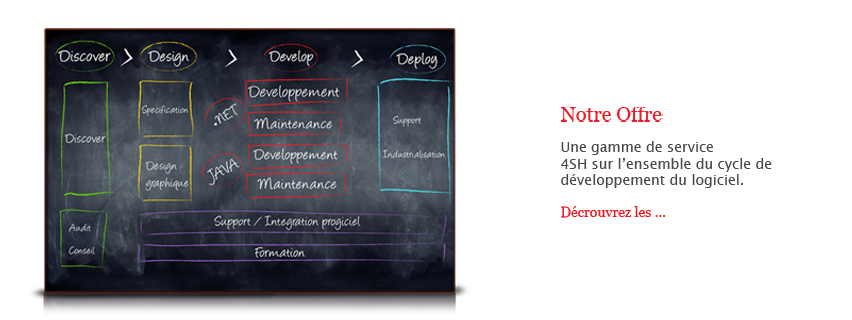 Discover > Design > Develop > Deploy
Discover
Specification
Design
graphique
.NET
Developpement
Maintenance
JAVA
Developpement
Maintenance
Support
Industrialisation
Audit
Conseil
Support / Integration progiciel
Formation
Notre Offre
Une gamme de service
4SH sur l'ensemble du cycle de
développement du logiciel.
Décrouvrez les ...